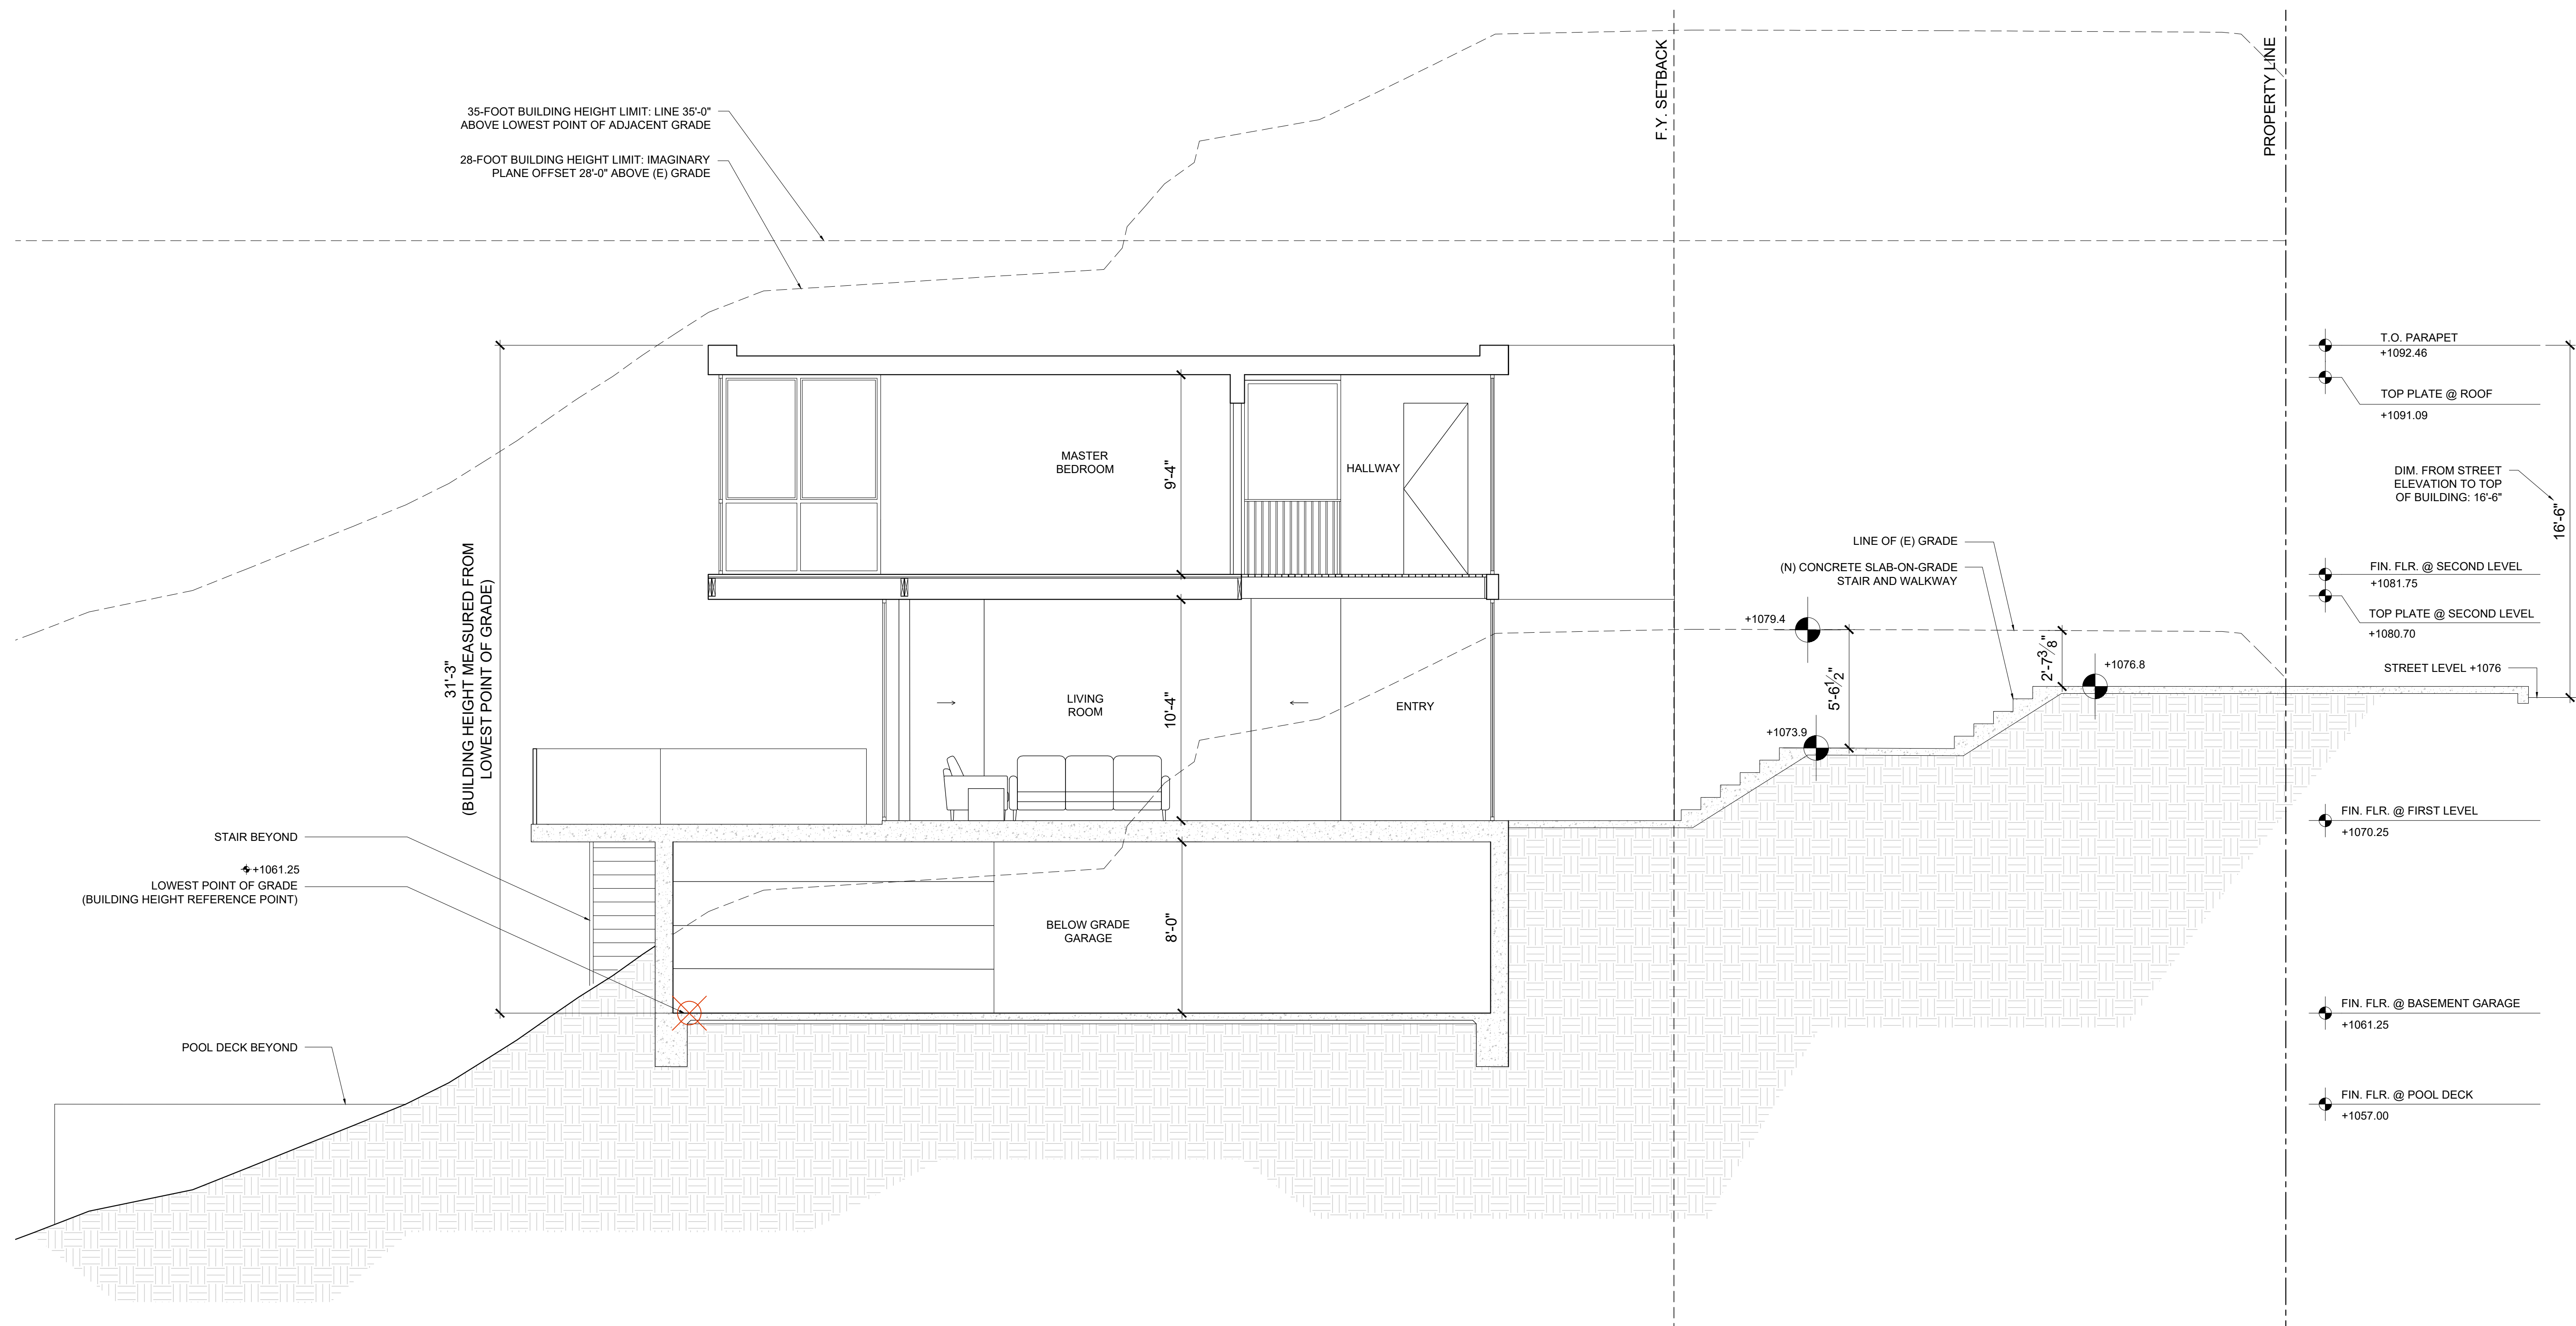 F.Y. SETBACK
PROPERTY LINE
35-FOOT BUILDING HEIGHT LIMIT: LINE 35'-0"
ABOVE LOWEST POINT OF ADJACENT GRADE
28-FOOT BUILDING HEIGHT LIMIT: IMAGINARY
PLANE OFFSET 28'-0" ABOVE (E) GRADE
T.O. PARAPET
+1092.46
TOP PLATE @ ROOF
+1091.09
MASTER
BEDROOM
9'-4"
HALLWAY
DIM. FROM STREET
ELEVATION TO TOP
OF BUILDING: 16'-6"
16'-6"
LINE OF (E) GRADE
(N) CONCRETE SLAB-ON-GRADE
STAIR AND WALKWAY
FIN. FLR. @ SECOND LEVEL
+1081.75
TOP PLATE @ SECOND LEVEL
+1080.70
31'-3"
(BUILDING HEIGHT MEASURED FROM
LOWEST POINT OF GRADE)
+1079.4
5'-6 1/2"
2'-7 3/8"
+1076.8
STREET LEVEL +1076
LIVING
ROOM
10'-4"
ENTRY
+1073.9
FIN. FLR. @ FIRST LEVEL
+1070.25
STAIR BEYOND
+1061.25
LOWEST POINT OF GRADE
(BUILDING HEIGHT REFERENCE POINT)
BELOW GRADE
GARAGE
8'-0"
FIN. FLR. @ BASEMENT GARAGE
+1061.25
POOL DECK BEYOND
FIN. FLR. @ POOL DECK
+1057.00